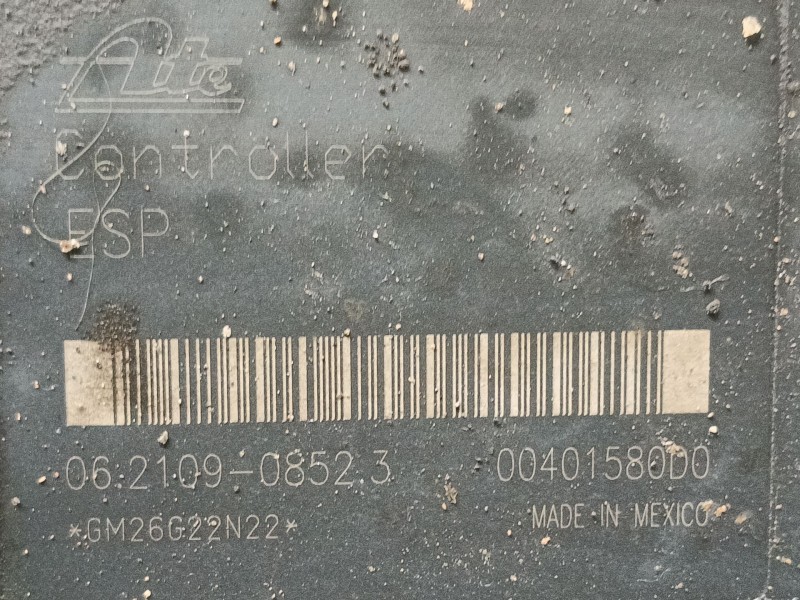 Ate
Controller
ESP
06.2109-0852.3 00401580D0
*GM26G22N22* MADE IN MEXICO